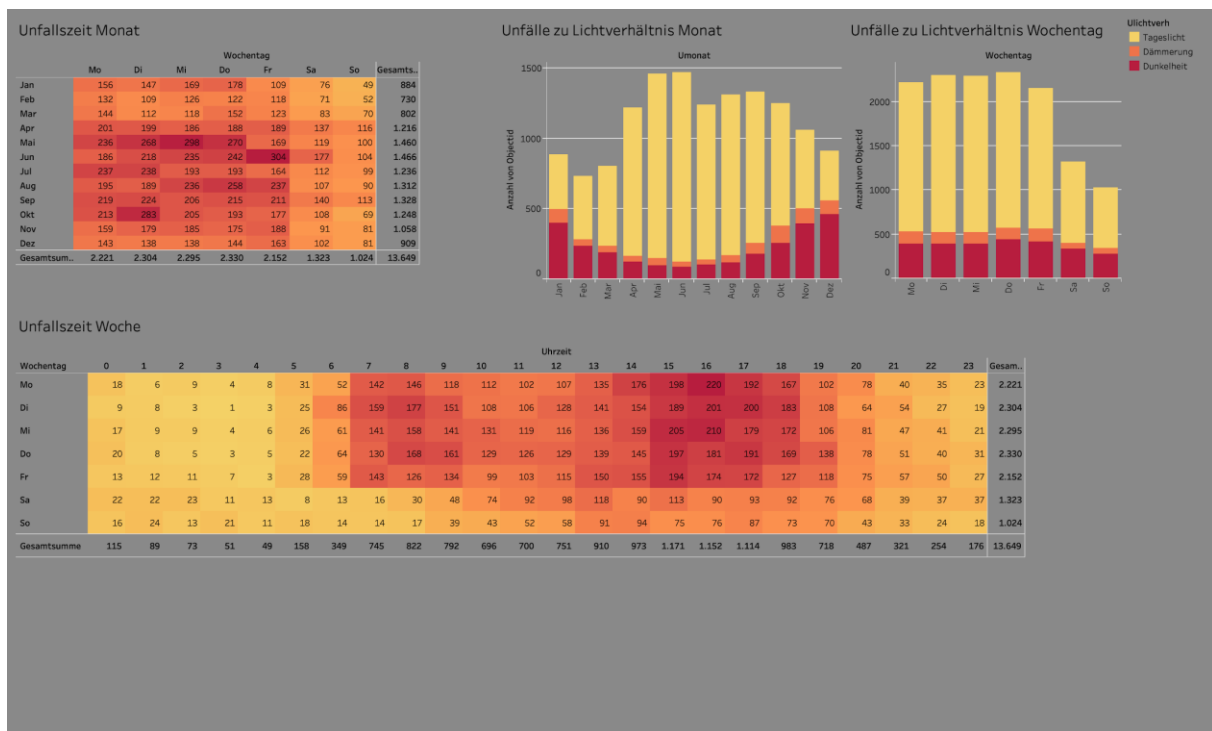 Unfallszeit Monat
Wochentag
Mo Di Mi Do Fr Sa So Gesamts..
Jan 156 147 169 178 109 76 49 884
Feb 132 109 126 122 118 71 52 730
Mar 144 112 118 152 123 83 70 802
Apr 201 199 186 188 189 137 116 1.216
Mai 236 268 298 270 169 119 100 1.460
Jun 186 218 235 242 304 177 104 1.466
Jul 237 238 193 193 164 112 99 1.236
Aug 195 189 236 258 237 107 90 1.312
Sep 219 224 206 215 211 140 113 1.328
Okt 213 283 205 193 177 108 69 1.248
Nov 159 179 185 175 188 91 81 1.058
Dez 143 138 138 144 163 102 81 909
Gesamtsum.. 2.221 2.304 2.295 2.330 2.152 1.323 1.024 13.649
Unfälle zu Lichtverhältnis Monat
Umonat
Anzahl von Objectid
1500
1000
500
0
Jan Feb Mar Apr Mai Jun Jul Aug Sep Okt Nov Dez
Unfälle zu Lichtverhältnis Wochentag
Wochentag
Anzahl von Objectid
2000
1500
1000
500
0
Mo Di Mi Do Fr Sa So
Ulichtverh
Tageslicht
Dämmerung
Dunkelheit
Unfallszeit Woche
Uhrzeit
Wochentag 0 1 2 3 4 5 6 7 8 9 10 11 12 13 14 15 16 17 18 19 20 21 22 23 Gesam..
Mo 18 6 9 4 8 31 52 142 146 118 112 102 107 135 176 198 220 192 167 102 78 40 35 23 2.221
Di 9 8 3 1 3 25 86 159 177 151 108 106 128 141 154 189 201 200 183 108 64 54 27 19 2.304
Mi 17 9 9 4 6 26 61 141 158 141 131 119 116 136 159 205 210 179 172 106 81 47 41 21 2.295
Do 20 8 5 3 5 22 64 130 168 161 129 126 129 139 145 197 181 191 169 138 78 51 40 31 2.330
Fr 13 12 11 7 3 28 59 143 126 134 99 103 115 150 155 194 174 172 127 118 75 57 50 27 2.152
Sa 22 22 23 11 13 8 13 16 30 48 74 92 98 118 90 113 90 93 92 76 68 39 37 37 1.323
So 16 24 13 21 11 18 14 14 17 39 43 52 58 91 94 75 76 87 73 70 43 33 24 18 1.024
Gesamtsumme 115 89 73 51 49 158 349 745 822 792 696 700 751 910 973 1.171 1.152 1.114 983 718 487 321 254 176 13.649